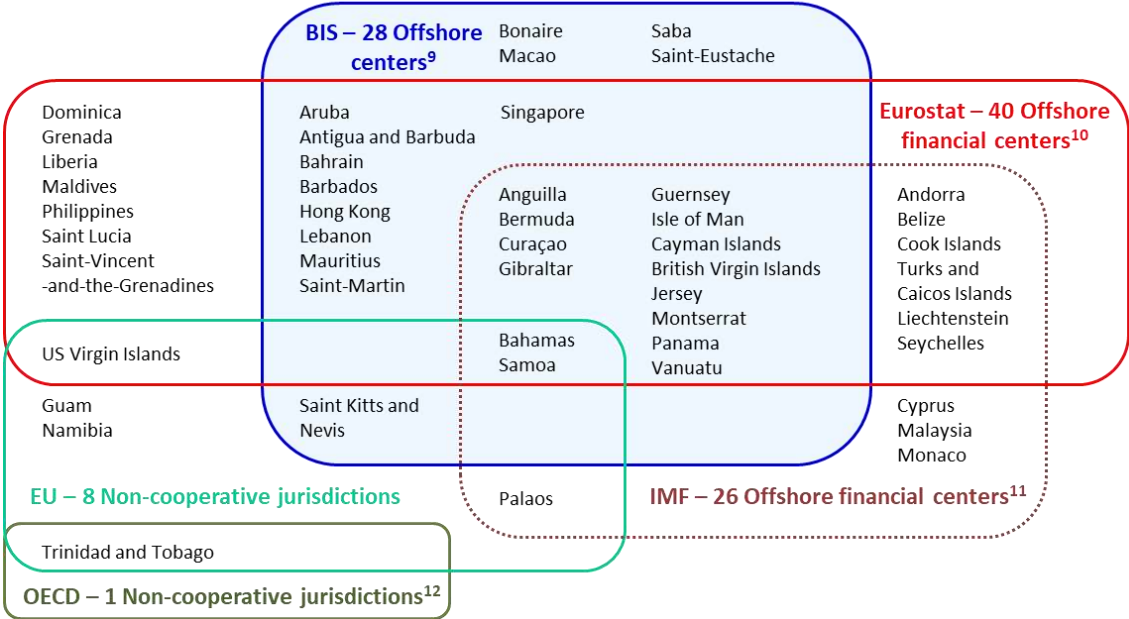 BIS – 28 Offshore
centers9
Bonaire
Macao
Saba
Saint-Eustache
Eurostat – 40 Offshore
financial centers10
Dominica
Grenada
Liberia
Maldives
Philippines
Saint Lucia
Saint-Vincent
-and-the-Grenadines
Aruba
Antigua and Barbuda
Bahrain
Barbados
Hong Kong
Lebanon
Mauritius
Saint-Martin
Singapore
Anguilla
Bermuda
Curaçao
Gibraltar
Guernsey
Isle of Man
Cayman Islands
British Virgin Islands
Jersey
Montserrat
Panama
Vanuatu
Andorra
Belize
Cook Islands
Turks and
Caicos Islands
Liechtenstein
Seychelles
US Virgin Islands
Bahamas
Samoa
Guam
Namibia
Saint Kitts and
Nevis
Cyprus
Malaysia
Monaco
EU – 8 Non-cooperative jurisdictions
Palaos
IMF – 26 Offshore financial centers11
Trinidad and Tobago
OECD – 1 Non-cooperative jurisdictions12